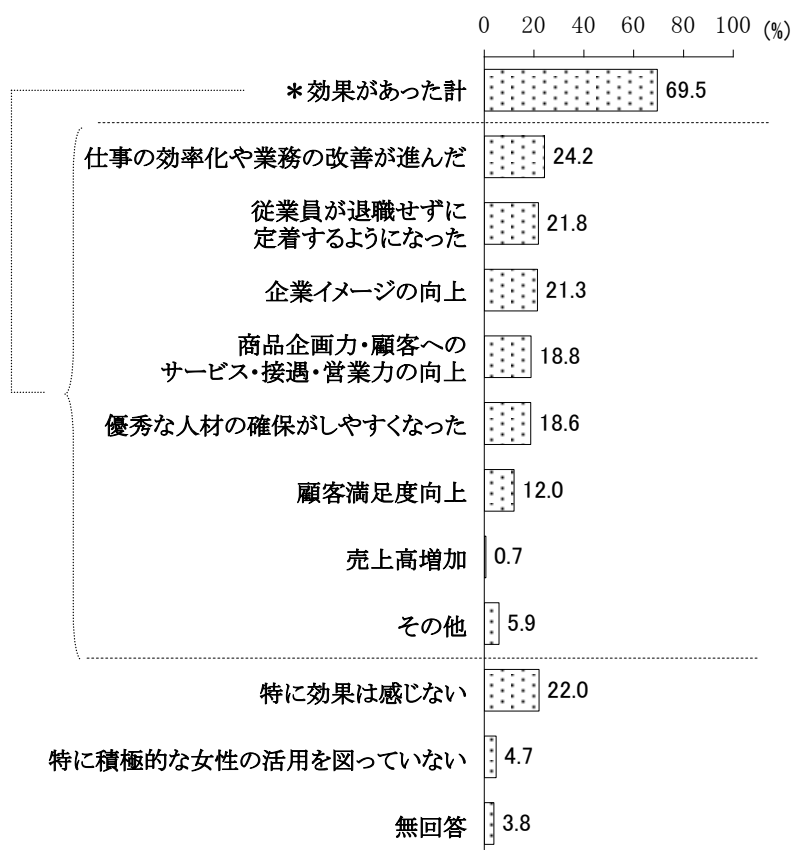 0 20 40 60 80 100 (%)
＊効果があった計 69.5
仕事の効率化や業務の改善が進んだ 24.2
従業員が退職せずに
定着するようになった 21.8
企業イメージの向上 21.3
商品企画力・顧客への
サービス・接遇・営業力の向上 18.8
優秀な人材の確保がしやすくなった 18.6
顧客満足度向上 12.0
売上高増加 0.7
その他 5.9
特に効果は感じない 22.0
特に積極的な女性の活用を図っていない 4.7
無回答 3.8